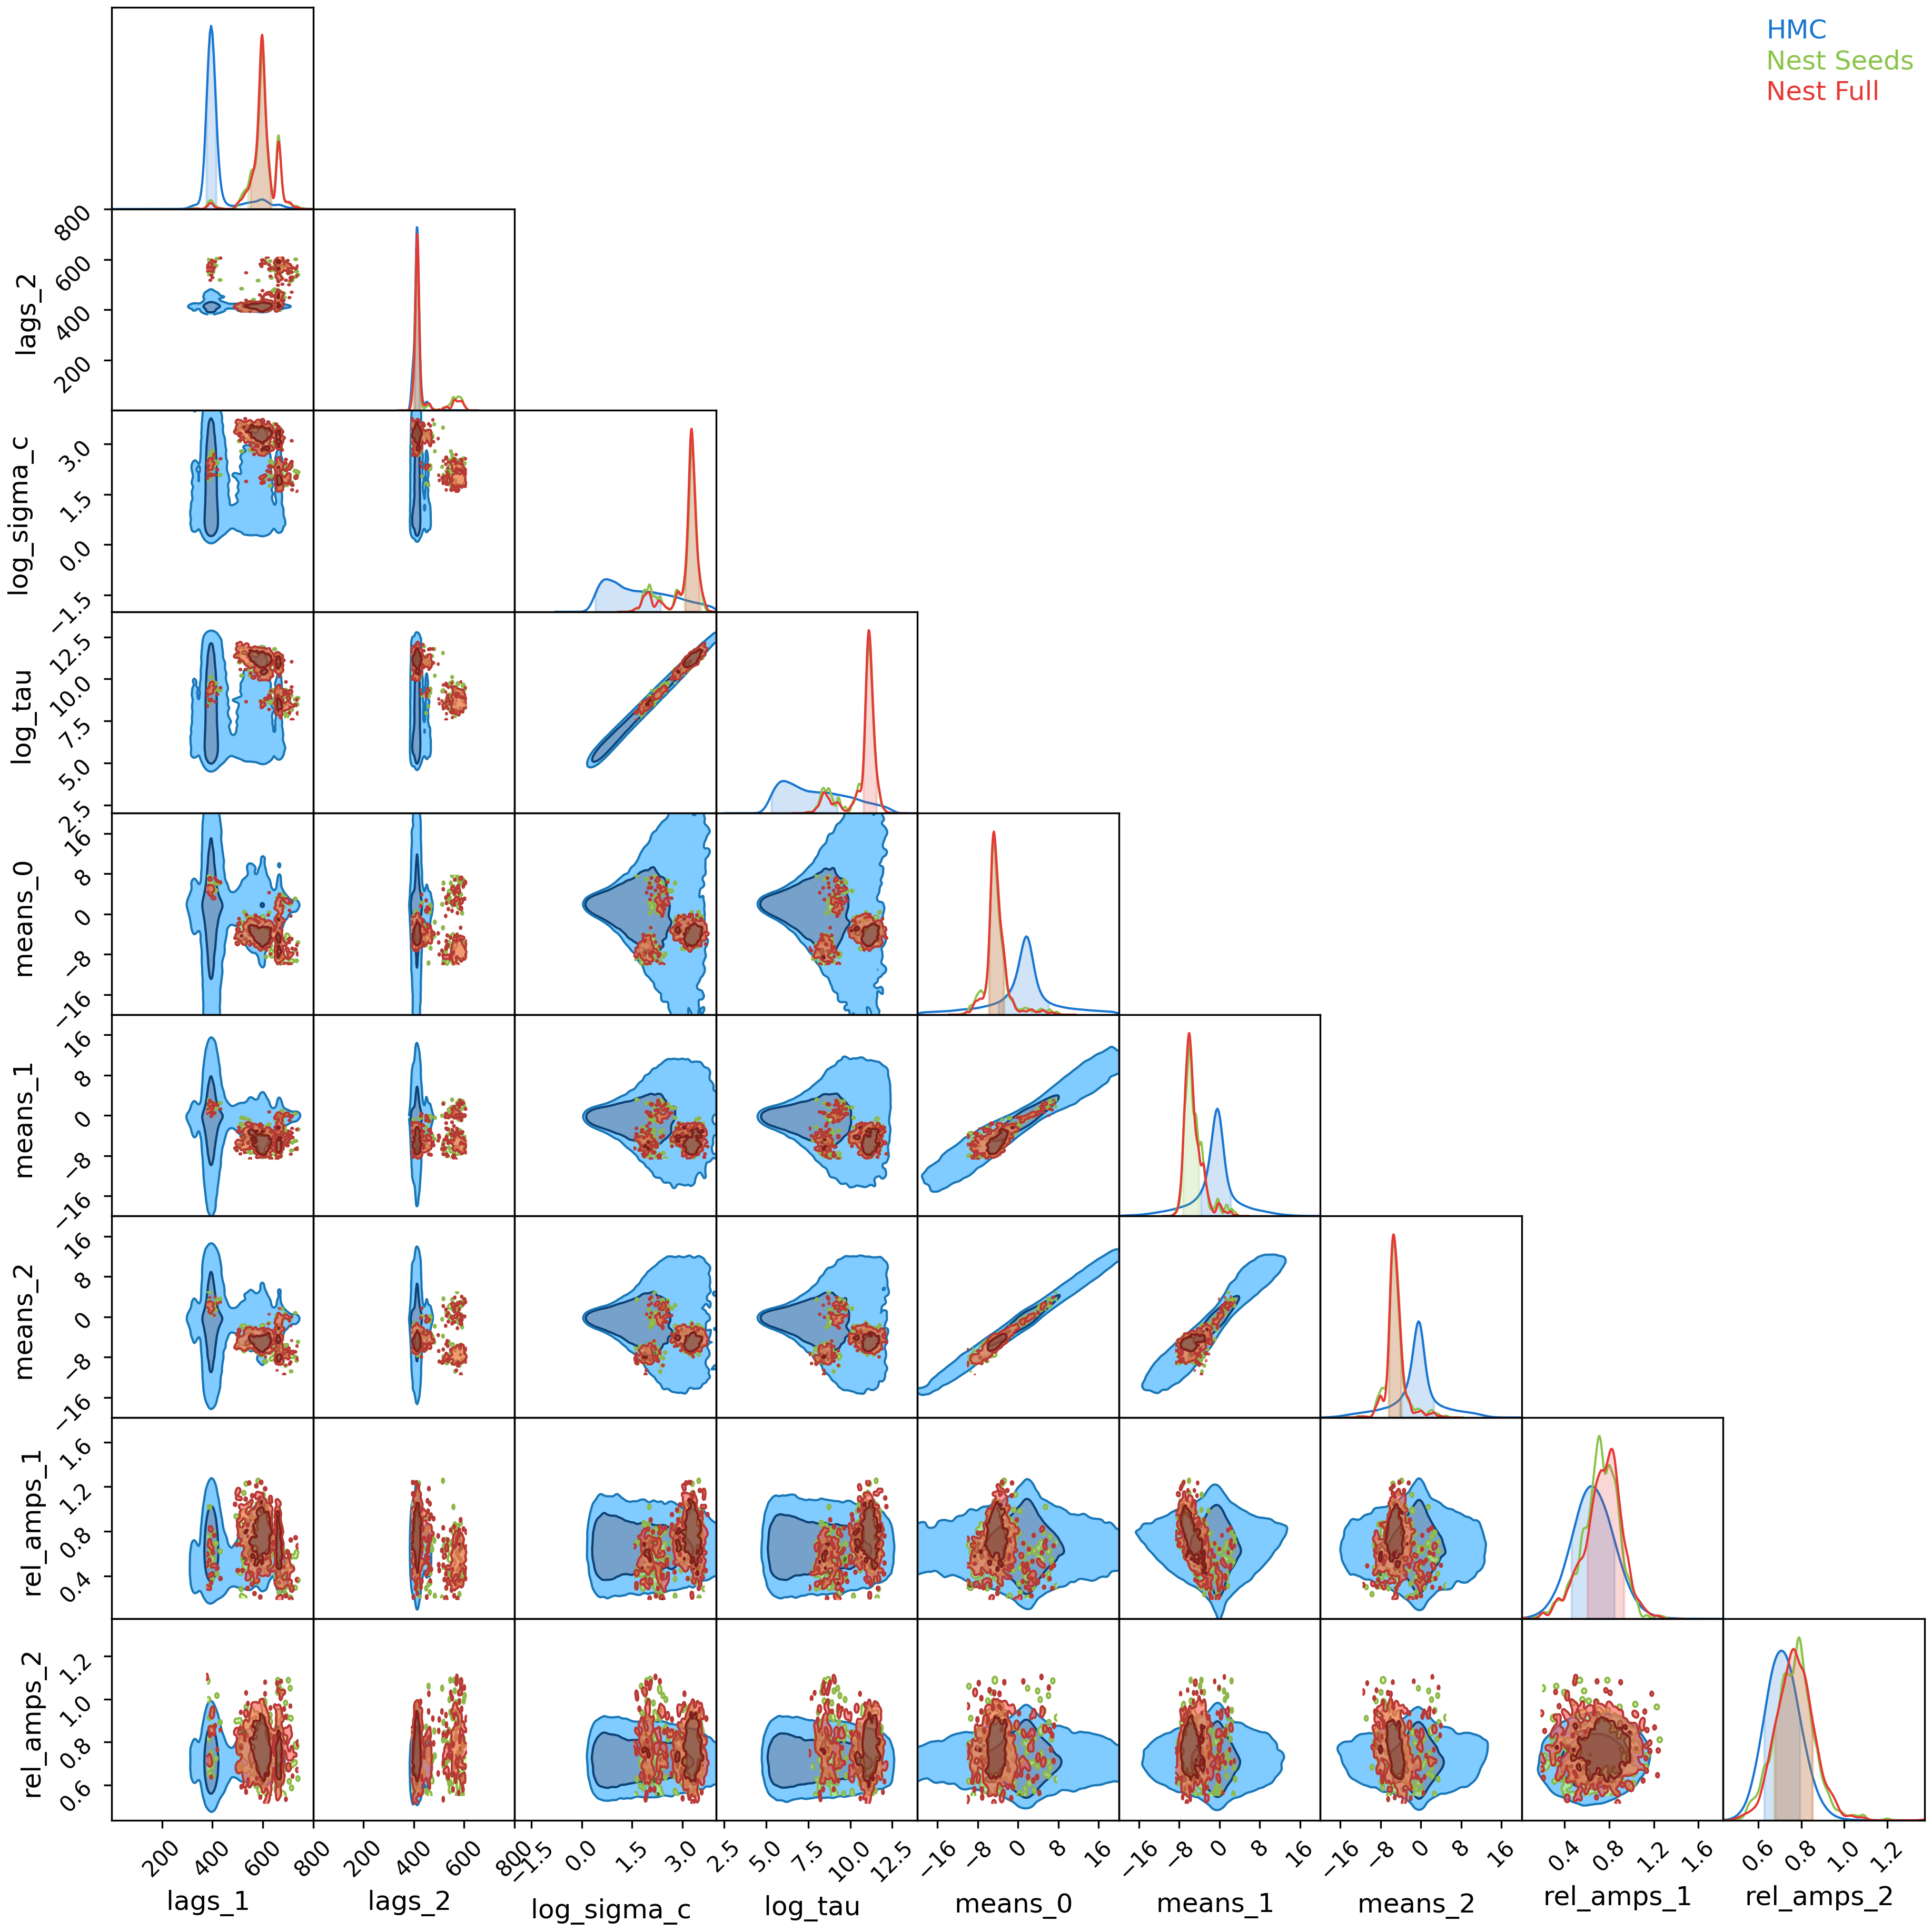 HMC
Nest Seeds
Nest Full
800
600
400
200
lags_2
3.0
1.5
0.0
−1.5
log_sigma_c
12.5
10.0
7.5
5.0
2.5
log_tau
16
8
0
−8
−16
means_0
16
8
0
−8
−16
means_1
16
8
0
−8
−16
means_2
1.6
1.2
0.8
0.4
rel_amps_1
1.2
1.0
0.8
0.6
rel_amps_2
200 400 600 800 200 400 600 800 −1.5 0.0 1.5 3.0 2.5 5.0 7.5 10.0 12.5 −16 −8 0 8 16 −16 −8 0 8 16 −16 −8 0 8 16 0.4 0.8 1.2 1.6 0.6 0.8 1.0 1.2
lags_1 lags_2 log_sigma_c log_tau means_0 means_1 means_2 rel_amps_1 rel_amps_2